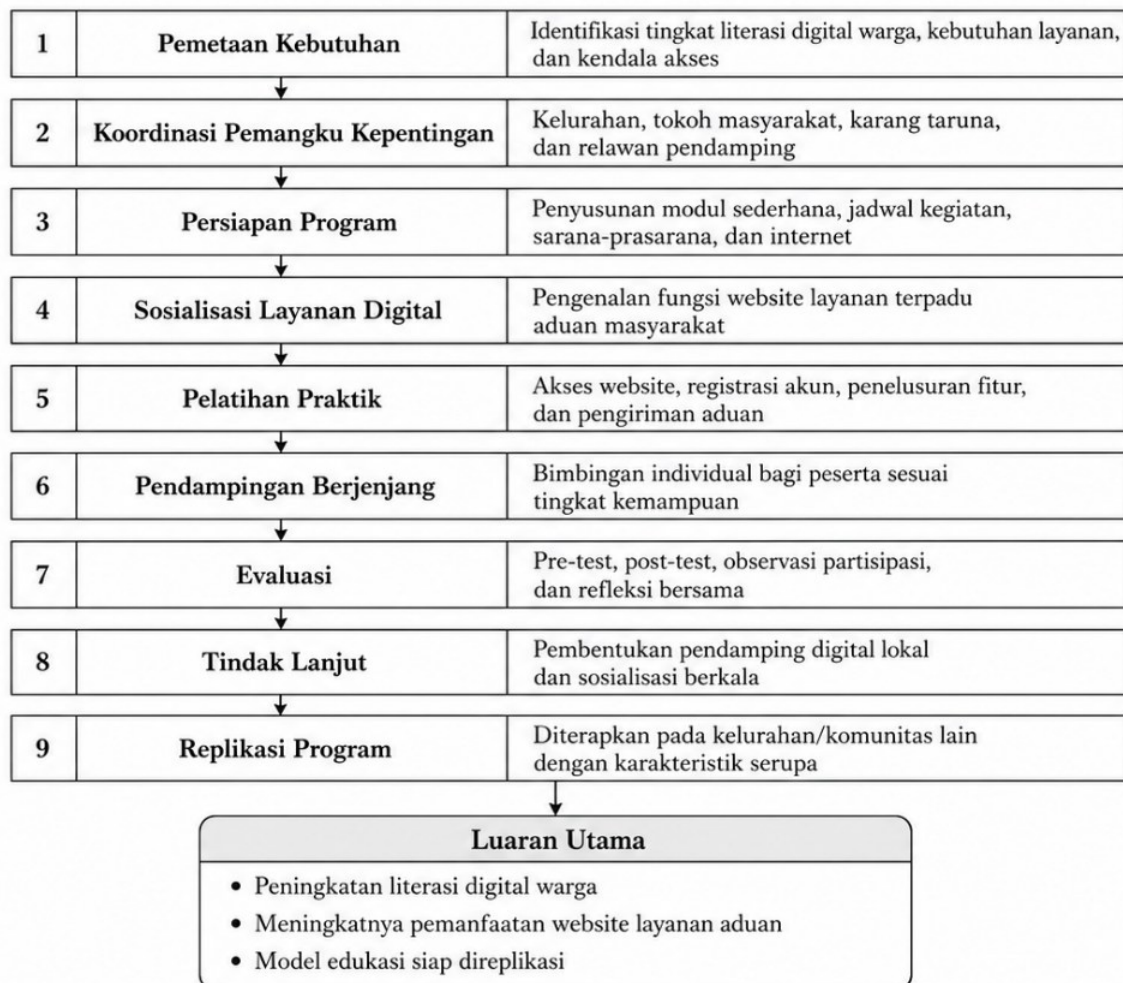 1
Pemetaan Kebutuhan
Identifikasi tingkat literasi digital warga, kebutuhan layanan,
dan kendala akses
2
Koordinasi Pemangku Kepentingan
Kelurahan, tokoh masyarakat, karang taruna,
dan relawan pendamping
3
Persiapan Program
Penyusunan modul sederhana, jadwal kegiatan,
sarana-prasarana, dan internet
4
Sosialisasi Layanan Digital
Pengenalan fungsi website layanan terpadu
aduan masyarakat
5
Pelatihan Praktik
Akses website, registrasi akun, penelusuran fitur,
dan pengiriman aduan
6
Pendampingan Berjenjang
Bimbingan individual bagi peserta sesuai
tingkat kemampuan
7
Evaluasi
Pre-test, post-test, observasi partisipasi,
dan refleksi bersama
8
Tindak Lanjut
Pembentukan pendamping digital lokal
dan sosialisasi berkala
9
Replikasi Program
Diterapkan pada kelurahan/komunitas lain
dengan karakteristik serupa
Luaran Utama
• Peningkatan literasi digital warga
• Meningkatnya pemanfaatan website layanan aduan
• Model edukasi siap direplikasi